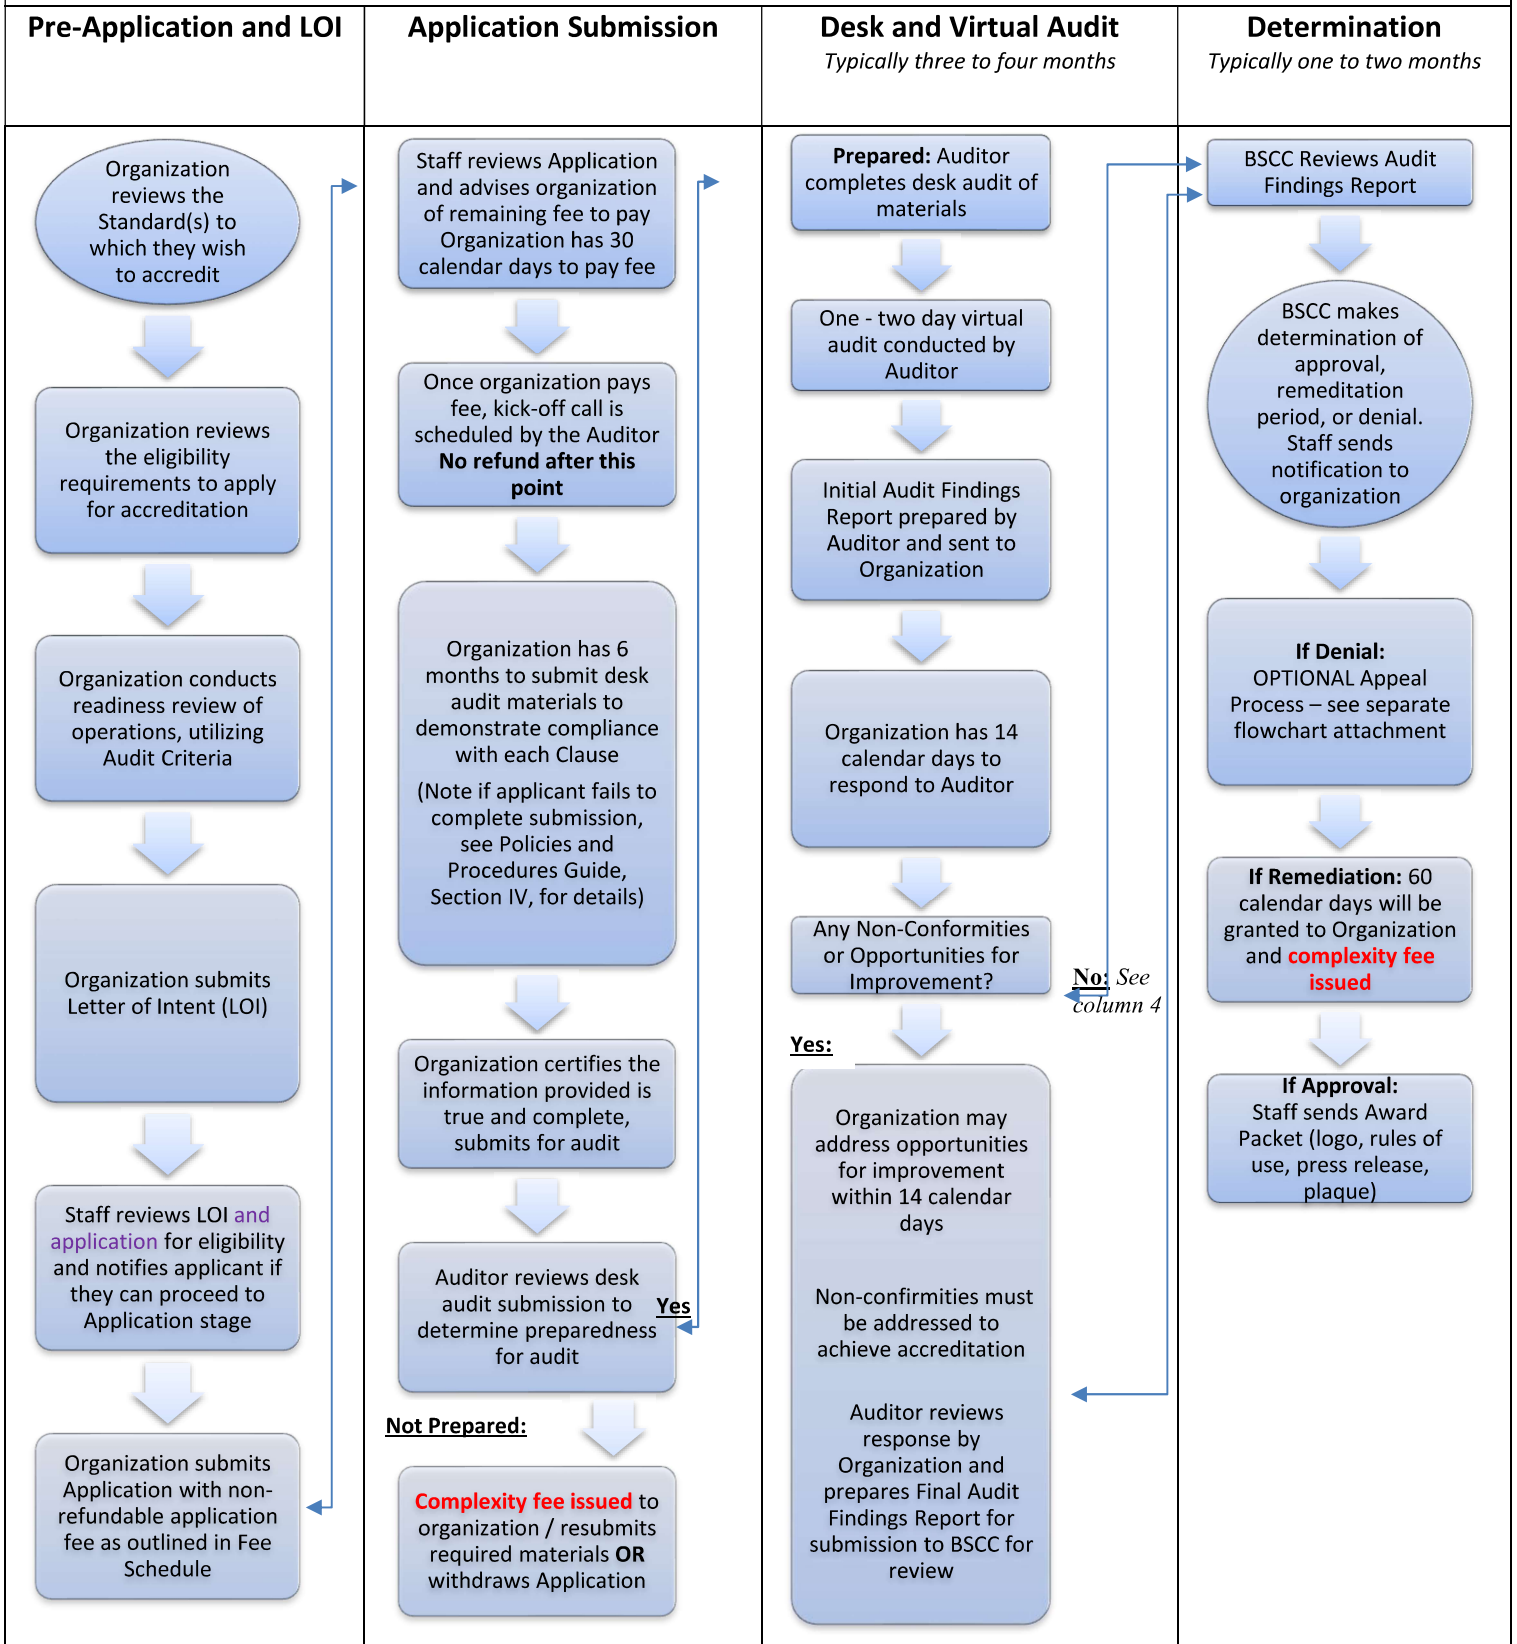 Pre-Application and LOI
Application Submission
Desk and Virtual Audit
Typically three to four months
Determination
Typically one to two months
Organization
reviews the
Standard(s) to
which they wish
to accredit
Organization reviews
the eligibility
requirements to apply
for accreditation
Organization conducts
readiness review of
operations, utilizing
Audit Criteria
Organization submits
Letter of Intent (LOI)
Staff reviews LOI and
application for eligibility
and notifies applicant if
they can proceed to
Application stage
Organization submits
Application with non-
refundable application
fee as outlined in Fee
Schedule
Staff reviews Application
and advises organization
of remaining fee to pay
Organization has 30
calendar days to pay fee
Once organization pays
fee, kick-off call is
scheduled by the Auditor
No refund after this
point
Organization has 6
months to submit desk
audit materials to
demonstrate compliance
with each Clause
(Note if applicant fails to
complete submission,
see Policies and
Procedures Guide,
Section IV, for details)
Organization certifies the
information provided is
true and complete,
submits for audit
Auditor reviews desk
audit submission to
determine preparedness
for audit
Yes
Not Prepared:
Complexity fee issued to
organization / resubmits
required materials OR
withdraws Application
Prepared: Auditor
completes desk audit of
materials
One - two day virtual
audit conducted by
Auditor
Initial Audit Findings
Report prepared by
Auditor and sent to
Organization
Organization has 14
calendar days to
respond to Auditor
Any Non-Conformities
or Opportunities for
Improvement?
No: See
column 4
Yes:
Organization may
address opportunities
for improvement
within 14 calendar
days
Non-confirmities must
be addressed to
achieve accreditation
Auditor reviews
response by
Organization and
prepares Final Audit
Findings Report for
submission to BSCC for
review
BSCC Reviews Audit
Findings Report
BSCC makes
determination of
approval,
remeditation
period, or denial.
Staff sends
notification to
organization
If Denial:
OPTIONAL Appeal
Process – see separate
flowchart attachment
If Remediation: 60
calendar days will be
granted to Organization
and complexity fee
issued
If Approval:
Staff sends Award
Packet (logo, rules of
use, press release,
plaque)